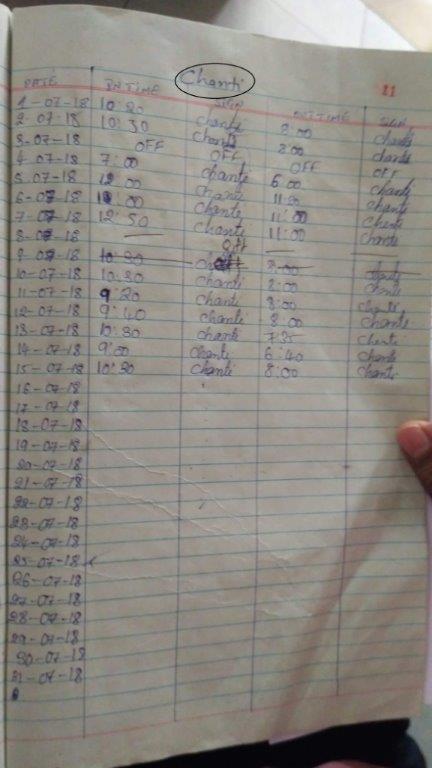 Chanti
11
DATE IN TIME SIGN OUT TIME SIGN
1-07-18 10:20 chanti 8:00 chanti
2-07-18 10:30 chanti 8:00 chanti
3-07-18 OFF OFF OFF OFF
4-07-18 7:00 chanti 6:00 chanti
5-07-18 12:00 chanti 11:30 chanti
6-07-18 11:00 chanti 11:00 chanti
7-07-18 12:50 chanti 11:00 chanti
8-07-18 — Off — —
9-07-18 10:30 8:00 chanti
10-07-18 10:30 chanti 8:00 chanti
11-07-18 9:20 chanti 8:00 chanti
12-07-18 9:40 chanti 8:00 chanti
13-07-18 10:30 chanti 7:35 chanti
14-07-18 9:00 chanti 6:40 chanti
15-07-18 10:30 chanti 8:00 chanti
16-07-18
17-07-18
18-07-18
19-07-18
20-07-18
21-07-18
22-07-18
23-07-18
24-07-18
25-07-18
26-07-18
27-07-18
28-07-18
29-07-18
30-07-18
31-07-18